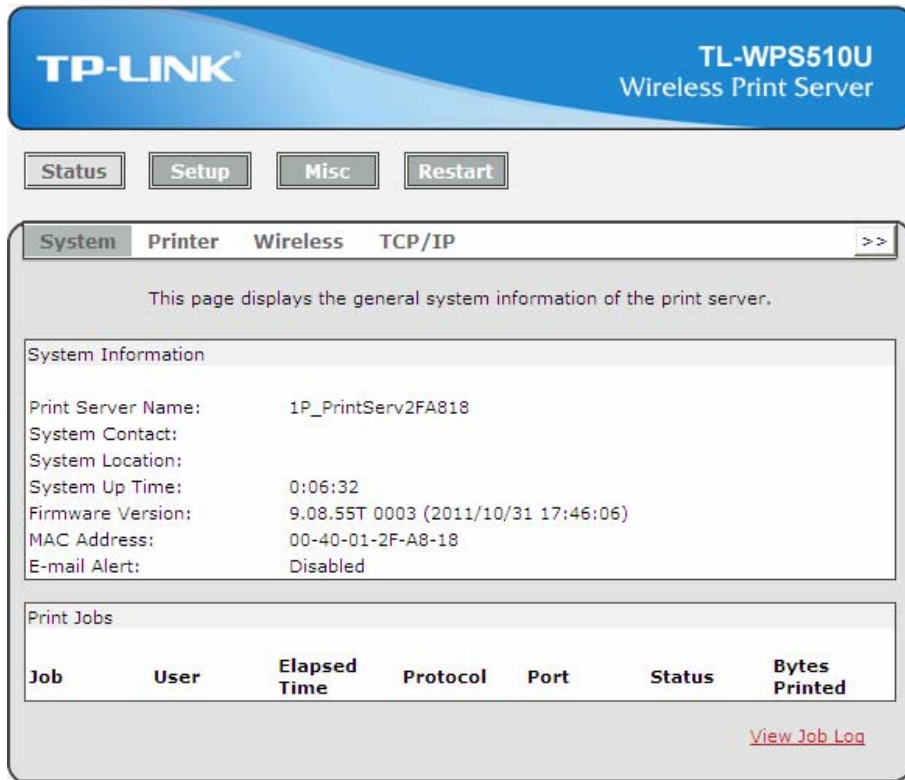 TP-LINK®
TL-WPS510U
Wireless Print Server
Status Setup Misc Restart
System Printer Wireless TCP/IP >>
This page displays the general system information of the print server.
System Information
Print Server Name: 1P_PrintServ2FA818
System Contact:
System Location:
System Up Time: 0:06:32
Firmware Version: 9.08.55T 0003 (2011/10/31 17:46:06)
MAC Address: 00-40-01-2F-A8-18
E-mail Alert: Disabled
Print Jobs
Job User Elapsed Time Protocol Port Status Bytes Printed
View Job Log